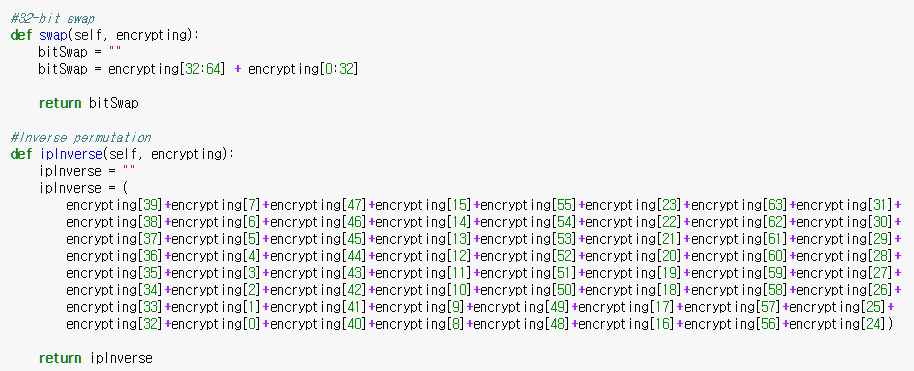 #32-bit swap
def swap(self, encrypting):
    bitSwap = ""
    bitSwap = encrypting[32:64] + encrypting[0:32]

    return bitSwap

#Inverse permutation
def ipInverse(self, encrypting):
    ipInverse = ""
    ipInverse = (
        encrypting[39]+encrypting[7]+encrypting[47]+encrypting[15]+encrypting[55]+encrypting[23]+encrypting[63]+encrypting[31]+
        encrypting[38]+encrypting[6]+encrypting[46]+encrypting[14]+encrypting[54]+encrypting[22]+encrypting[62]+encrypting[30]+
        encrypting[37]+encrypting[5]+encrypting[45]+encrypting[13]+encrypting[53]+encrypting[21]+encrypting[61]+encrypting[29]+
        encrypting[36]+encrypting[4]+encrypting[44]+encrypting[12]+encrypting[52]+encrypting[20]+encrypting[60]+encrypting[28]+
        encrypting[35]+encrypting[3]+encrypting[43]+encrypting[11]+encrypting[51]+encrypting[19]+encrypting[59]+encrypting[27]+
        encrypting[34]+encrypting[2]+encrypting[42]+encrypting[10]+encrypting[50]+encrypting[18]+encrypting[58]+encrypting[26]+
        encrypting[33]+encrypting[1]+encrypting[41]+encrypting[9]+encrypting[49]+encrypting[17]+encrypting[57]+encrypting[25]+
        encrypting[32]+encrypting[0]+encrypting[40]+encrypting[8]+encrypting[48]+encrypting[16]+encrypting[56]+encrypting[24])

    return ipInverse